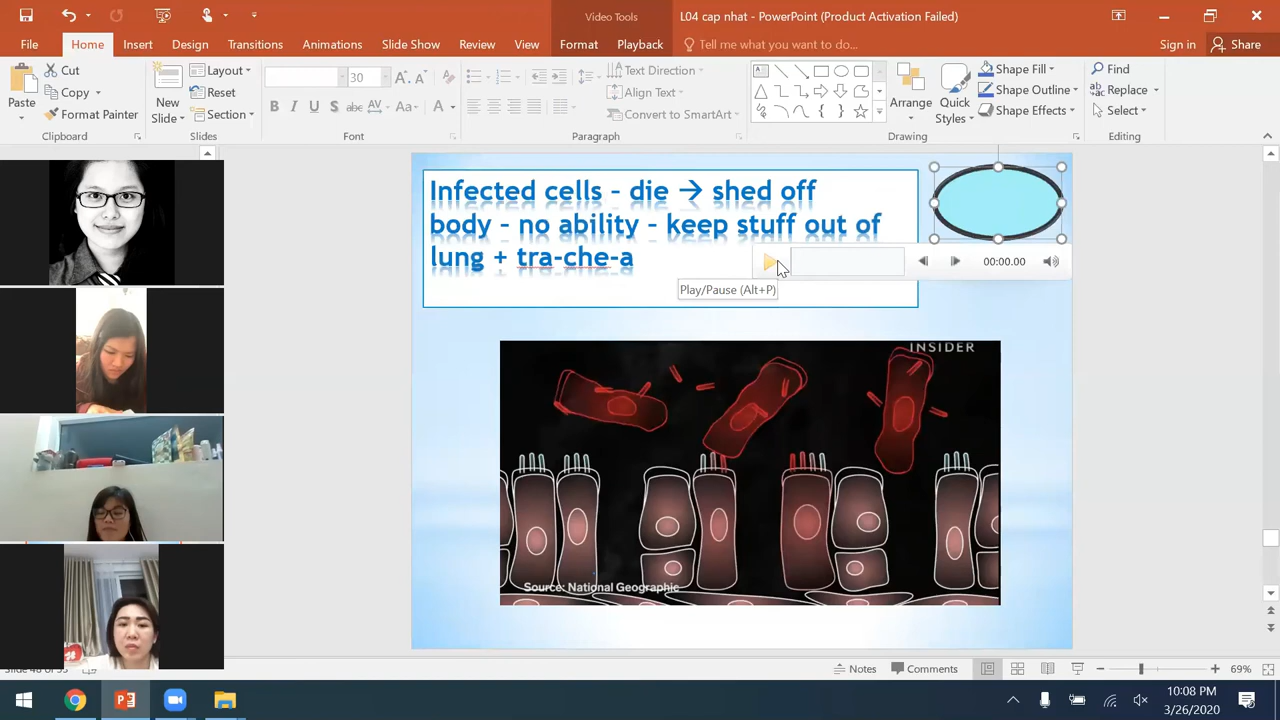 Video Tools
L04 cap nhat - PowerPoint (Product Activation Failed)
File
Home
Insert
Design
Transitions
Animations
Slide Show
Review
View
Format
Playback
Tell me what you want to do...
Sign in
Share
Paste
Cut
Copy
Format Painter
Clipboard
New
Slide
Layout
Reset
Section
Slides
30
B I U S abc AV Aa A
Font
Text Direction
Align Text
Convert to SmartArt
Paragraph
Arrange
Quick
Styles
Shape Fill
Shape Outline
Shape Effects
Drawing
Find
Replace
Select
Editing
Infected cells – die → shed off
body – no ability – keep stuff out of
lung + tra-che-a
00:00.00
Play/Pause (Alt+P)
INSIDER
Source: National Geographic
Notes
Comments
69%
10:08 PM
3/26/2020